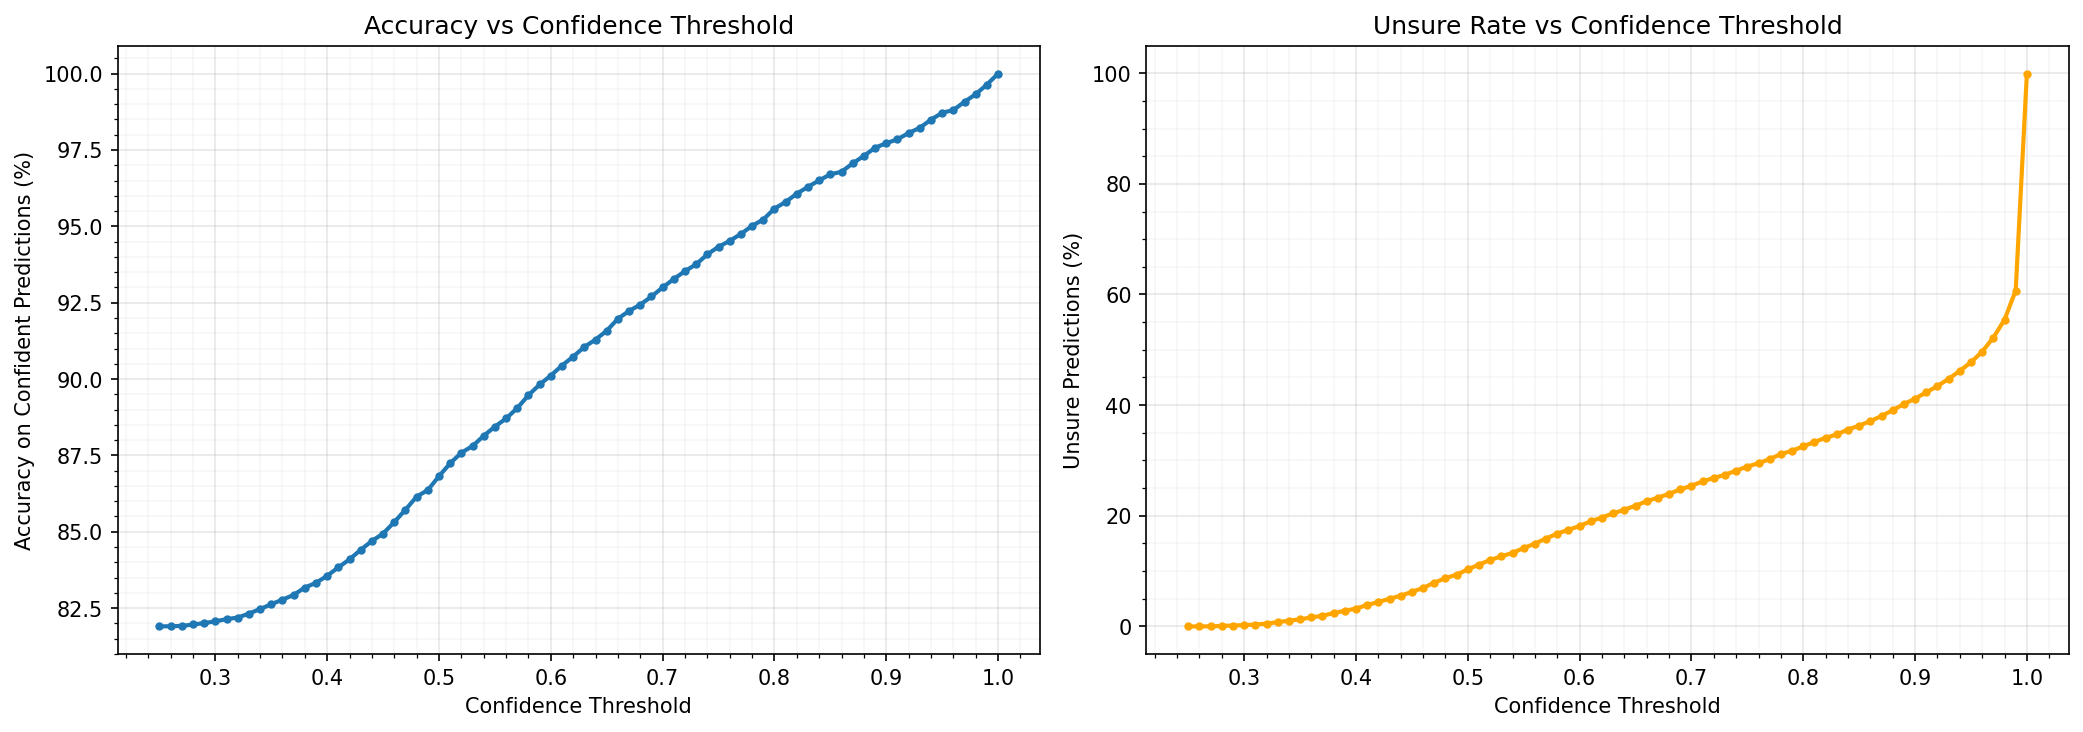 Accuracy vs Confidence Threshold
Accuracy on Confident Predictions (%)
100.0
97.5
95.0
92.5
90.0
87.5
85.0
82.5
0.3 0.4 0.5 0.6 0.7 0.8 0.9 1.0
Confidence Threshold
Unsure Rate vs Confidence Threshold
Unsure Predictions (%)
100
80
60
40
20
0
0.3 0.4 0.5 0.6 0.7 0.8 0.9 1.0
Confidence Threshold